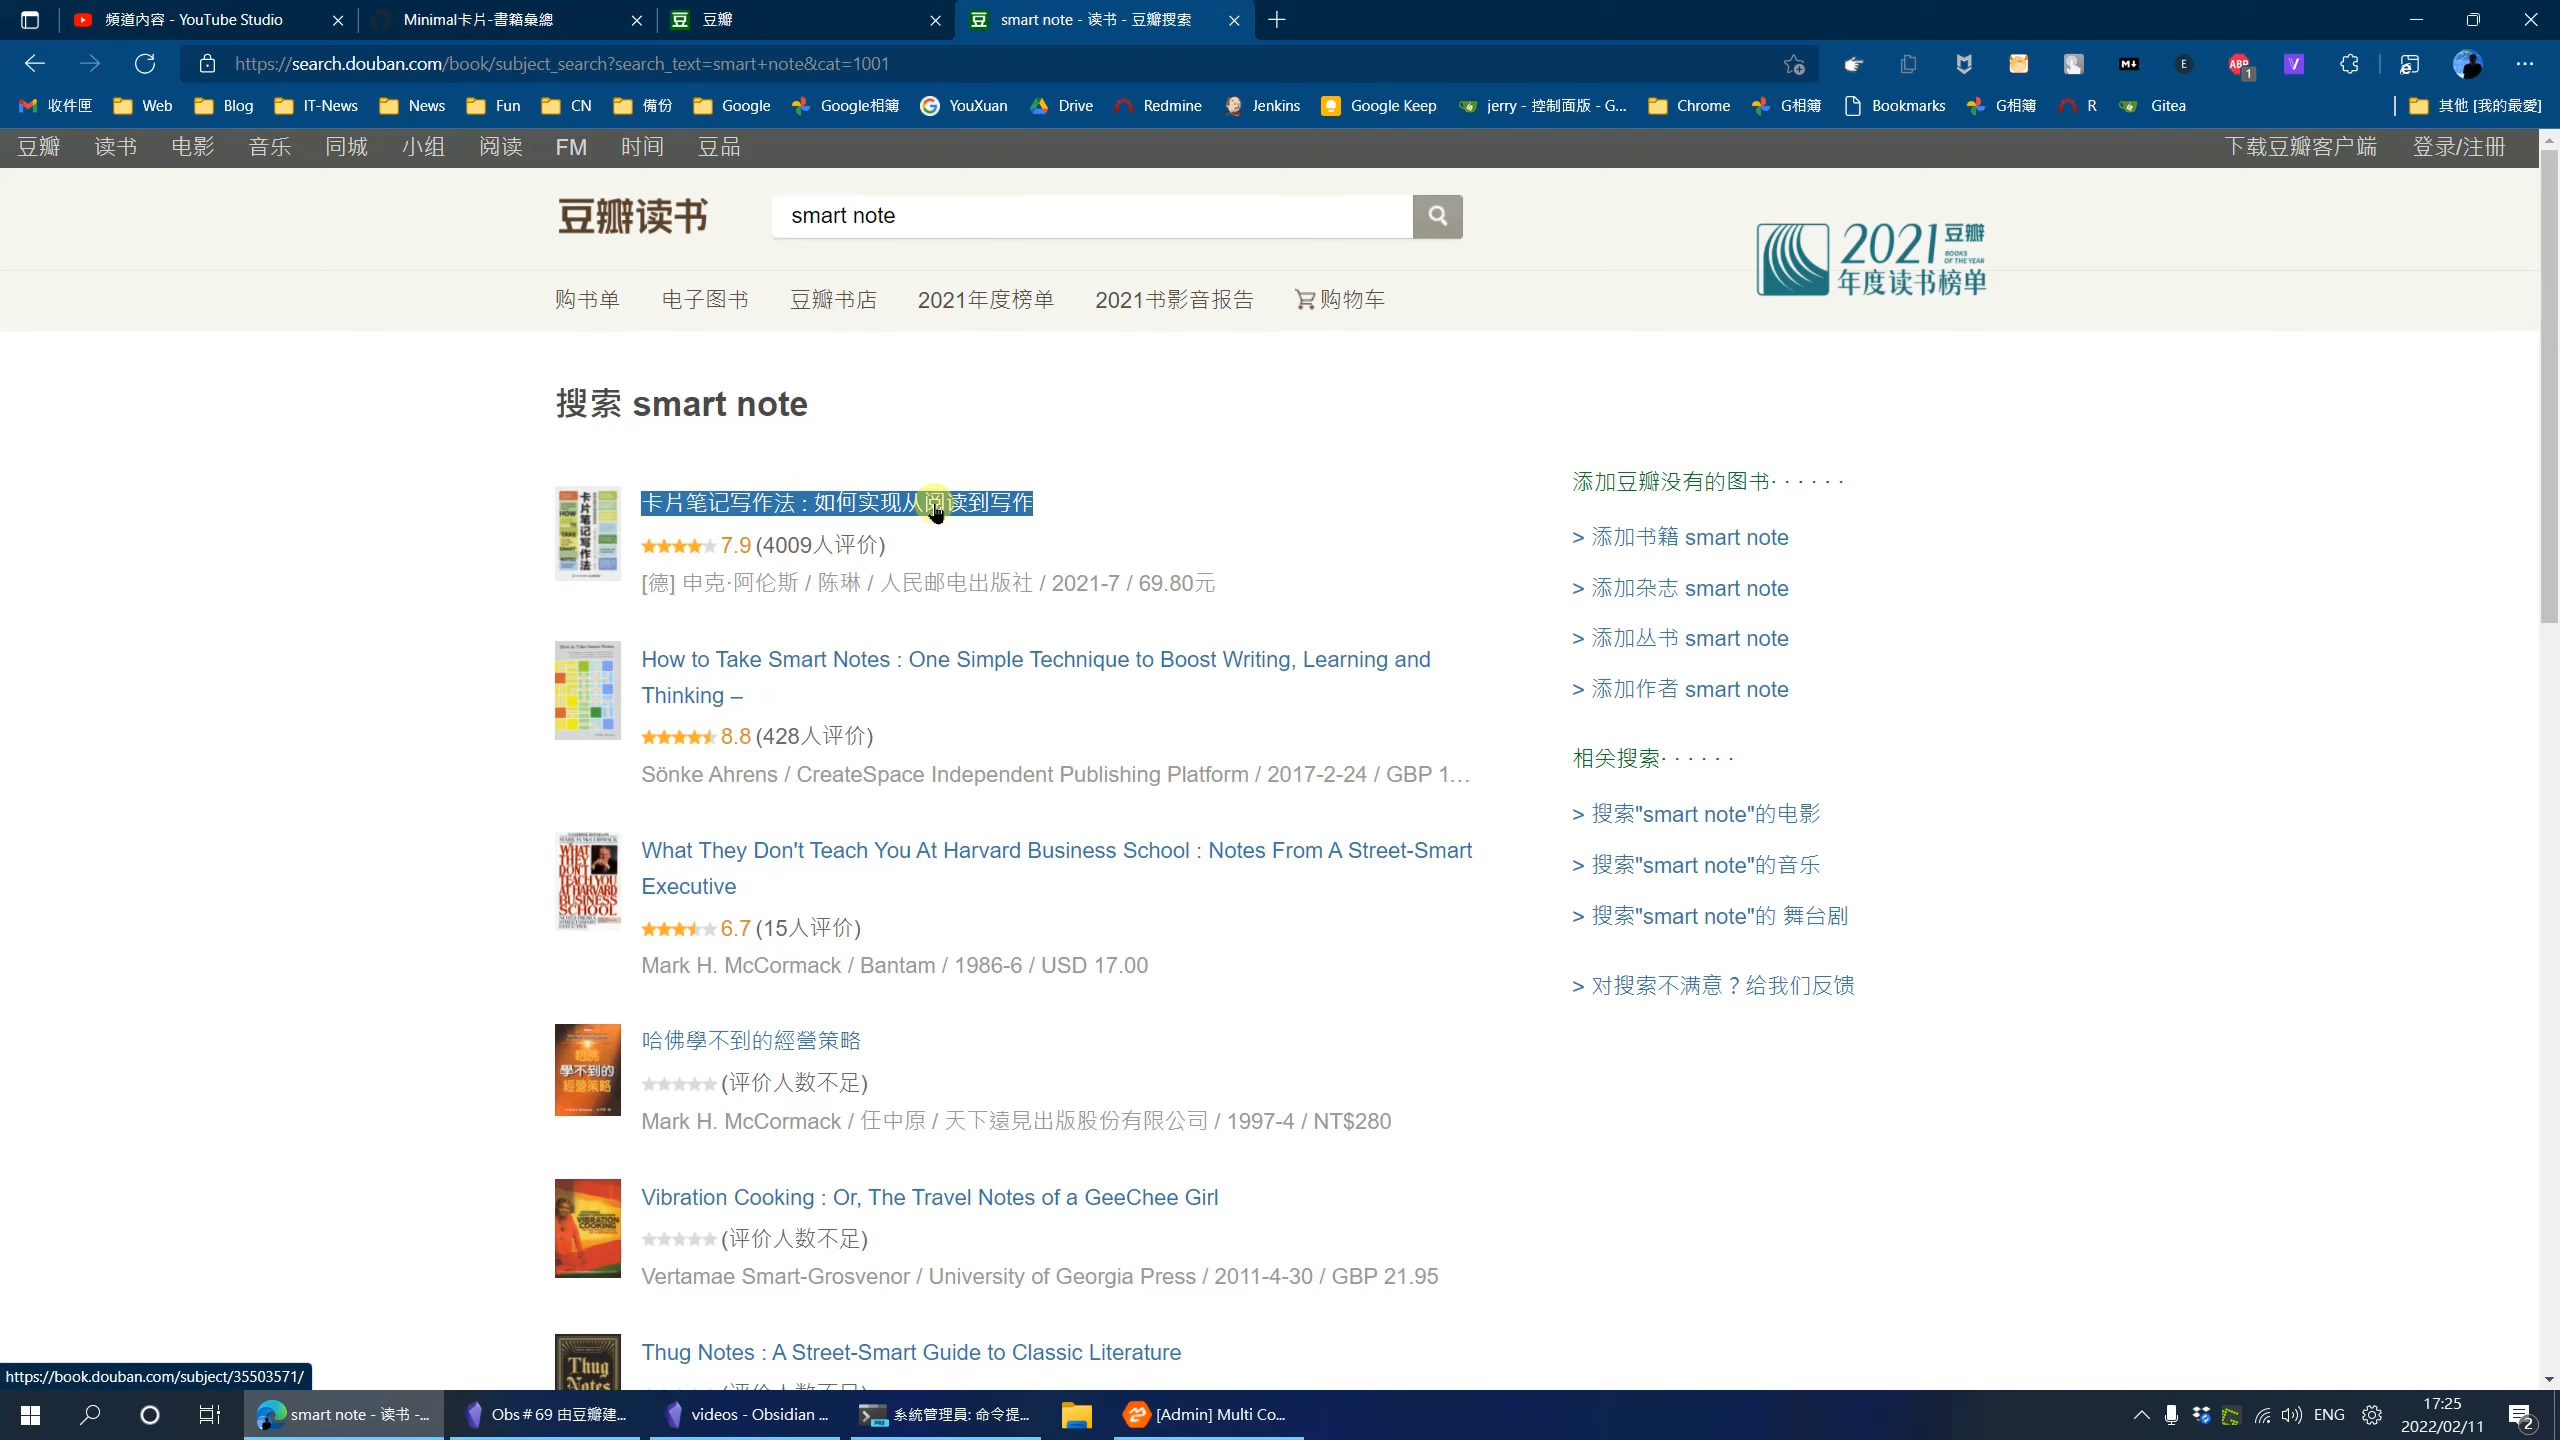 頻道內容 - YouTube Studio
Minimal卡片-書籍彙總
豆瓣
smart note - 读书 - 豆瓣搜索
https://search.douban.com/book/subject_search?search_text=smart+note&cat=1001
收件匣 Web Blog IT-News News Fun CN 備份 Google Google相簿 YouXuan Drive Redmine Jenkins Google Keep jerry - 控制面版 - G... Chrome G相簿 Bookmarks G相簿 R Gitea 其他 [我的最愛]
豆瓣 读书 电影 音乐 同城 小组 阅读 FM 时间 豆品 下载豆瓣客户端 登录/注册
豆瓣读书
smart note
2021 豆瓣
BOOKS OF THE YEAR
年度读书榜单
购书单 电子图书 豆瓣书店 2021年度榜单 2021书影音报告 购物车
搜索 smart note
卡片笔记写作法 : 如何实现从阅读到写作
7.9 (4009人评价)
[德] 申克·阿伦斯 / 陈琳 / 人民邮电出版社 / 2021-7 / 69.80元
How to Take Smart Notes : One Simple Technique to Boost Writing, Learning and
Thinking –
8.8 (428人评价)
Sönke Ahrens / CreateSpace Independent Publishing Platform / 2017-2-24 / GBP 1...
What They Don't Teach You At Harvard Business School : Notes From A Street-Smart
Executive
6.7 (15人评价)
Mark H. McCormack / Bantam / 1986-6 / USD 17.00
哈佛學不到的經營策略
(评价人数不足)
Mark H. McCormack / 任中原 / 天下遠見出版股份有限公司 / 1997-4 / NT$280
Vibration Cooking : Or, The Travel Notes of a GeeChee Girl
(评价人数不足)
Vertamae Smart-Grosvenor / University of Georgia Press / 2011-4-30 / GBP 21.95
Thug Notes : A Street-Smart Guide to Classic Literature
添加豆瓣没有的图书· · · · · ·
> 添加书籍 smart note
> 添加杂志 smart note
> 添加丛书 smart note
> 添加作者 smart note
相关搜索· · · · · ·
> 搜索"smart note"的电影
> 搜索"smart note"的音乐
> 搜索"smart note"的 舞台剧
> 对搜索不满意？给我们反馈
https://book.douban.com/subject/35503571/
smart note - 读书 -...
Obs＃69 由豆瓣建...
videos - Obsidian ...
系統管理員: 命令提...
[Admin] Multi Co...
ENG
17:25
2022/02/11
2